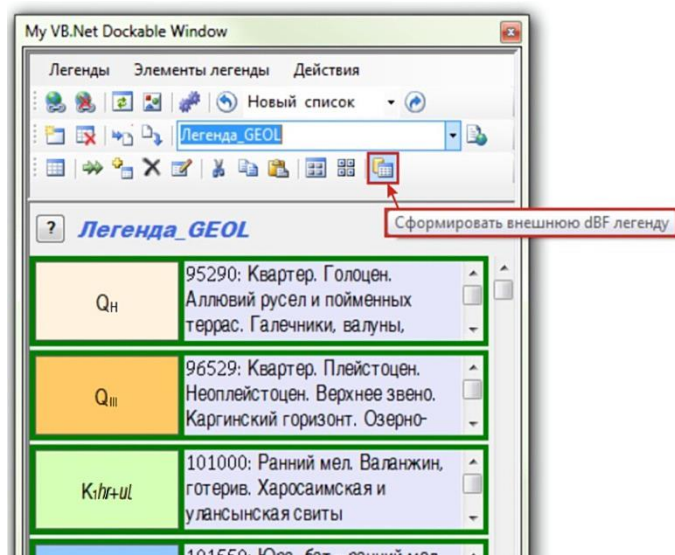 My VB.Net Dockable Window
Легенды Элементы легенды Действия
Новый список
Легенда_GEOL
Сформировать внешнюю dBF легенду
? Легенда_GEOL
QH
95290: Квартер. Голоцен.
Аллювий русел и пойменных
террас. Галечники, валуны,
QIII
96529: Квартер. Плейстоцен.
Неоплейстоцен. Верхнее звено.
Каргинский горизонт. Озерно-
K1hr+ul
101000: Ранний мел. Валанжин,
готерив. Харосаимская и
улансынская свиты